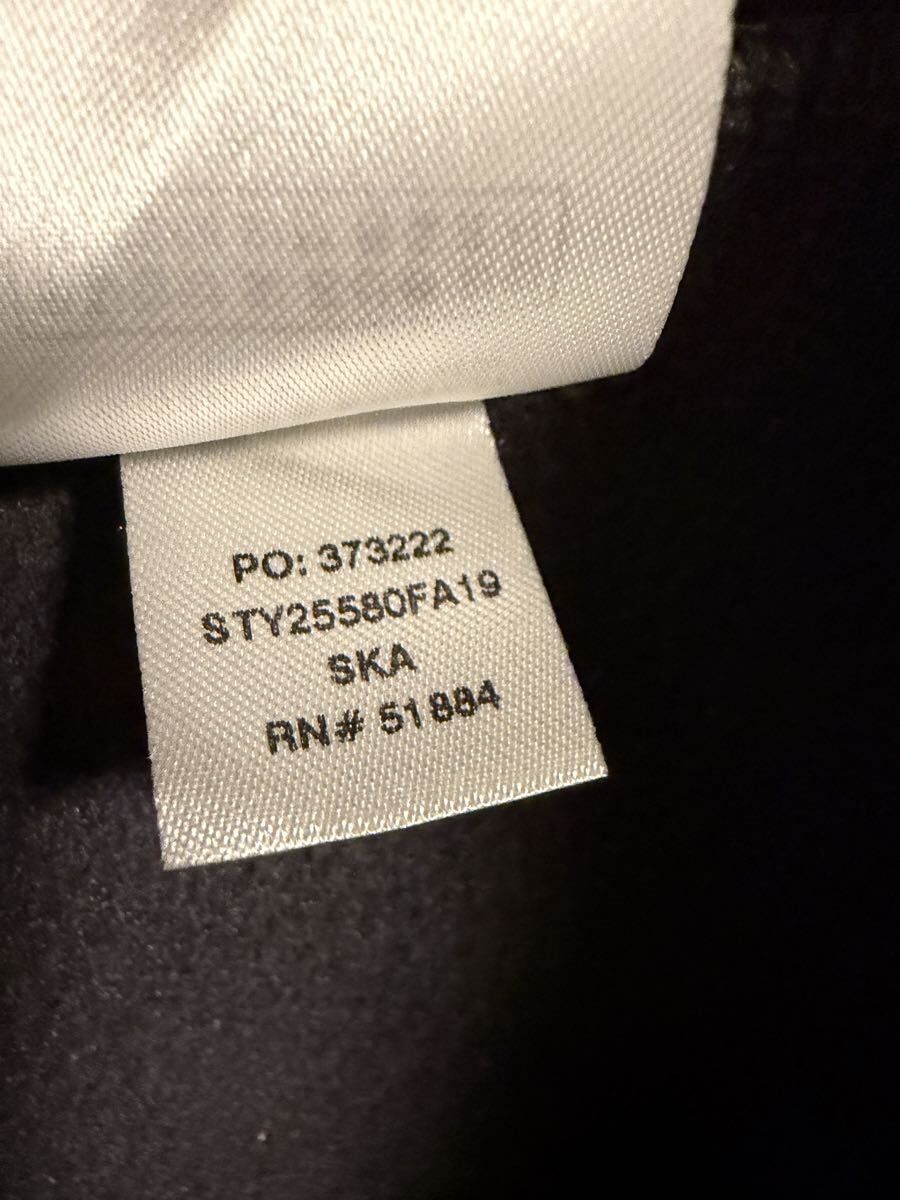 PO: 373222
STY25580FA19
SKA
RN# 51884